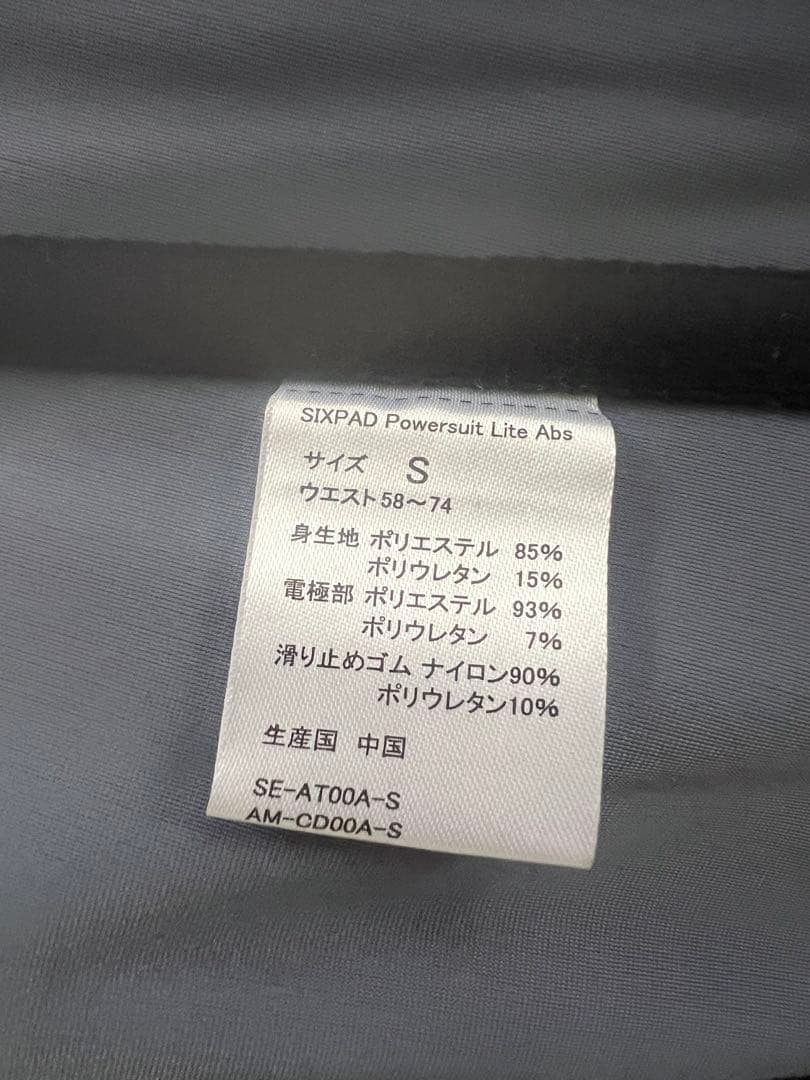 SIXPAD Powersuit Lite Abs
サイズ S
ウエスト58〜74
身生地 ポリエステル 85%
ポリウレタン 15%
電極部 ポリエステル 93%
ポリウレタン 7%
滑り止めゴム ナイロン90%
ポリウレタン10%
生産国 中国
SE-AT00A-S
AM-CD00A-S